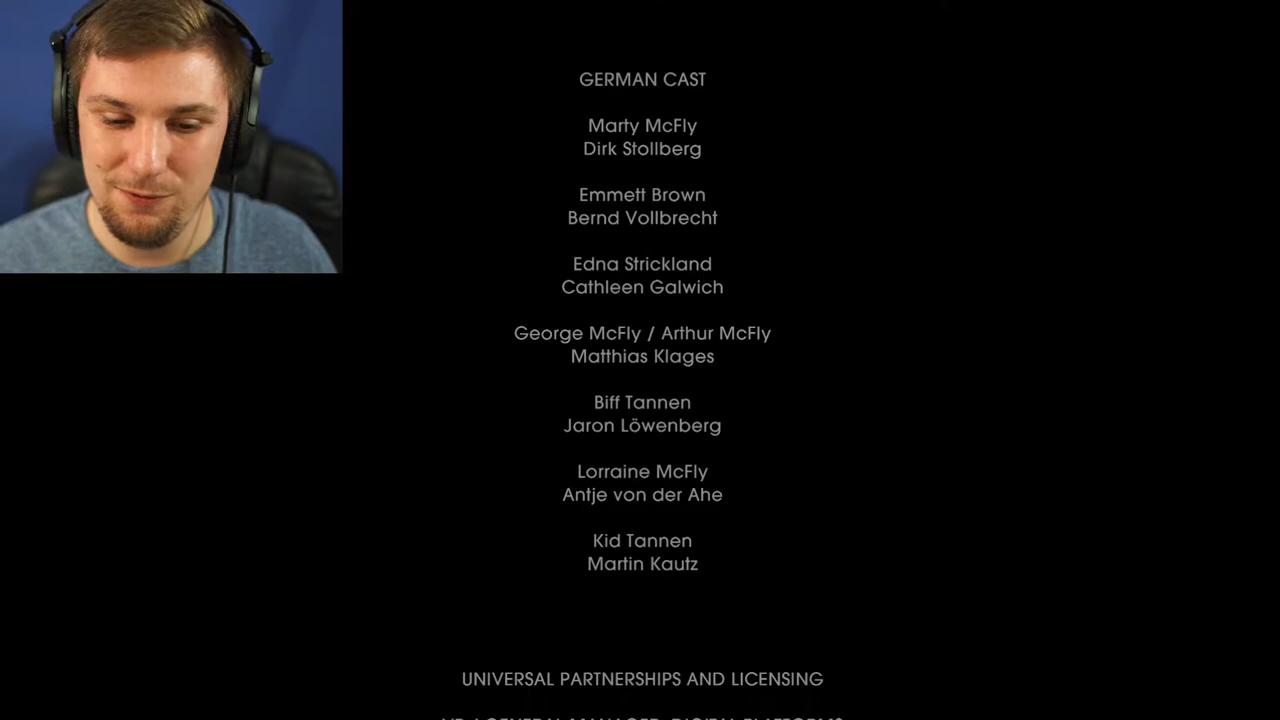 GERMAN CAST
Marty McFly
Dirk Stollberg
Emmett Brown
Bernd Vollbrecht
Edna Strickland
Cathleen Galwich
George McFly / Arthur McFly
Matthias Klages
Biff Tannen
Jaron Löwenberg
Lorraine McFly
Antje von der Ahe
Kid Tannen
Martin Kautz
UNIVERSAL PARTNERSHIPS AND LICENSING